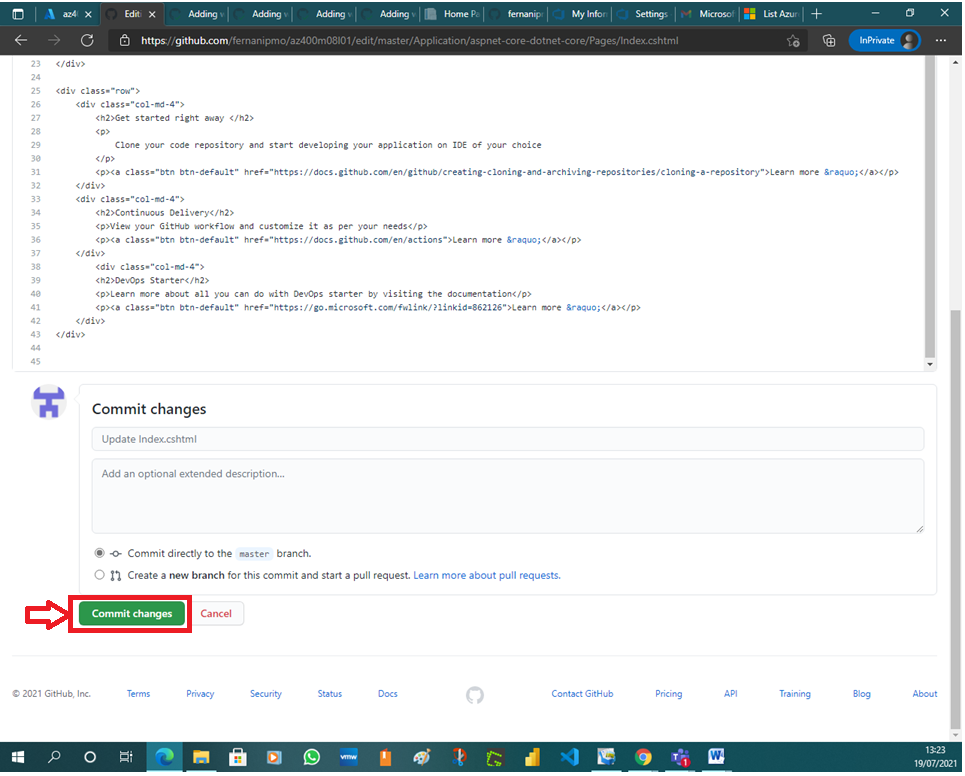 az4
Edit
Adding v
Adding v
Adding v
Adding v
Home Pa
fernanipr
My Infor
Settings
Microsof
List Azur
https://github.com/fernanipmo/az400m08l01/edit/master/Application/aspnet-core-dotnet-core/Pages/Index.cshtml
InPrivate
23 </div>
24
25 <div class="row">
26 <div class="col-md-4">
27 <h2>Get started right away </h2>
28 <p>
29 Clone your code repository and start developing your application on IDE of your choice
30 </p>
31 <p><a class="btn btn-default" href="https://docs.github.com/en/github/creating-cloning-and-archiving-repositories/cloning-a-repository">Learn more &raquo;</a></p>
32 </div>
33 <div class="col-md-4">
34 <h2>Continuous Delivery</h2>
35 <p>View your GitHub workflow and customize it as per your needs</p>
36 <p><a class="btn btn-default" href="https://docs.github.com/en/actions">Learn more &raquo;</a></p>
37 </div>
38 <div class="col-md-4">
39 <h2>DevOps Starter</h2>
40 <p>Learn more about all you can do with DevOps starter by visiting the documentation</p>
41 <p><a class="btn btn-default" href="https://go.microsoft.com/fwlink/?linkid=862126">Learn more &raquo;</a></p>
42 </div>
43 </div>
44
45
Commit changes
Update Index.cshtml
Add an optional extended description...
Commit directly to the master branch.
Create a new branch for this commit and start a pull request. Learn more about pull requests.
Commit changes
Cancel
© 2021 GitHub, Inc.
Terms
Privacy
Security
Status
Docs
Contact GitHub
Pricing
API
Training
Blog
About
vmw
13:23
19/07/2021